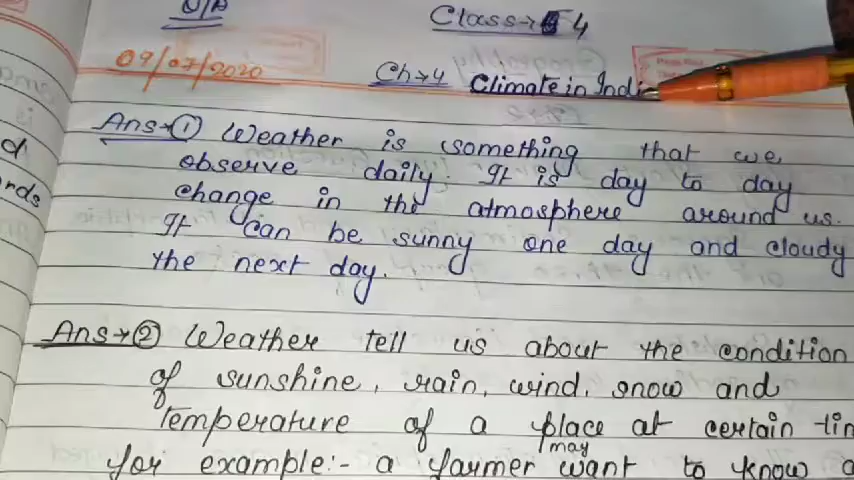 Q/A
Class→ 4
09/07/2020
Ch→4 Climate in Indi
Ans→① Weather is something that we
observe daily. It is day to day
change in the atmosphere around us.
It can be sunny one day and cloudy
the next day.
Ans→② Weather tell us about the condition
of sunshine, rain, wind, snow and
temperature of a place at certain tim
may
for example:- a farmer want to know a
d
rds